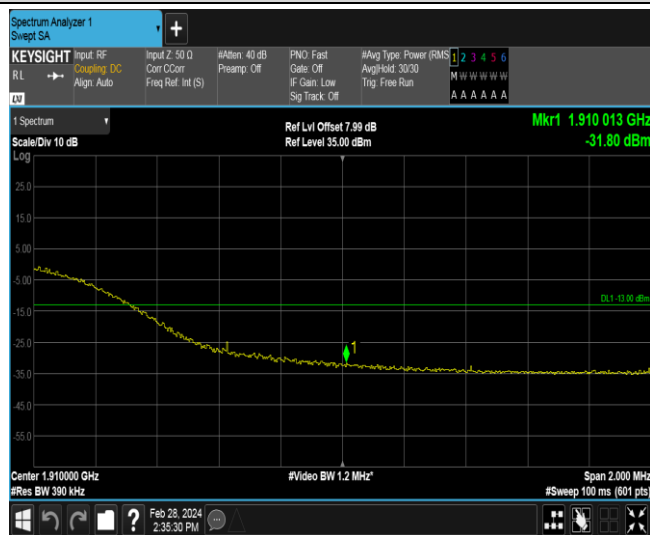 Spectrum Analyzer 1
Swept SA
+
KEYSIGHT Input: RF Input Z: 50 Ω #Atten: 40 dB PNO: Fast #Avg Type: Power (RMS 1 2 3 4 5 6
RL Coupling: DC Corr CCorr Preamp: Off Gate: Off Avg|Hold: 30/30 M W W W W W
Align: Auto Freq Ref: Int (S) IF Gain: Low Trig: Free Run
LXI Sig Track: Off A A A A A A
1 Spectrum Ref Lvl Offset 7.99 dB Mkr1 1.910 013 GHz
Scale/Div 10 dB Ref Level 35.00 dBm -31.80 dBm
Log
25.0
15.0
5.00
-5.00
DL1 -13.00 dBm
-15.0
-25.0
1
-35.0
-45.0
-55.0
Center 1.910000 GHz #Video BW 1.2 MHz* Span 2.000 MHz
#Res BW 390 kHz #Sweep 100 ms (601 pts)
? Feb 28, 2024
2:35:30 PM